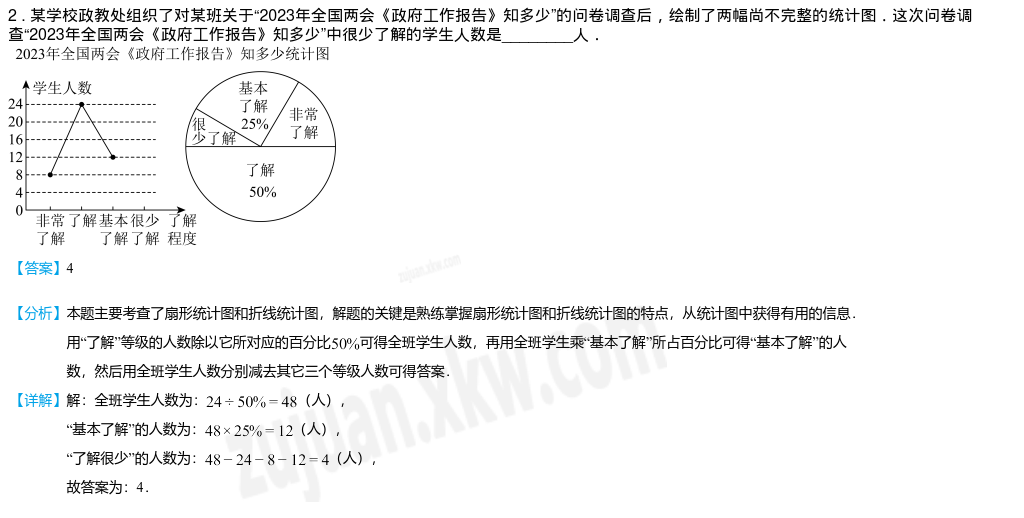 2．某学校政教处组织了对某班关于“2023年全国两会《政府工作报告》知多少”的问卷调查后，绘制了两幅尚不完整的统计图．这次问卷调
查“2023年全国两会《政府工作报告》知多少”中很少了解的学生人数是_________人．
2023年全国两会《政府工作报告》知多少统计图
学生人数
24
20
16
12
8
4
0
非常了解
了解
基本了解
很少了解
了解程度
基本
了解
25%
非常
了解
很
少了解
了解
50%
【答案】4
【分析】本题主要考查了扇形统计图和折线统计图，解题的关键是熟练掌握扇形统计图和折线统计图的特点，从统计图中获得有用的信息．
用“了解”等级的人数除以它所对应的百分比50%可得全班学生人数，再用全班学生乘“基本了解”所占百分比可得“基本了解”的人
数，然后用全班学生人数分别减去其它三个等级人数可得答案．
【详解】解：全班学生人数为：24÷50%=48（人），
“基本了解”的人数为：48×25%=12（人），
“了解很少”的人数为：48−24−8−12=4（人），
故答案为：4．
zujuan.xkw.com
zujuan.xkw.com